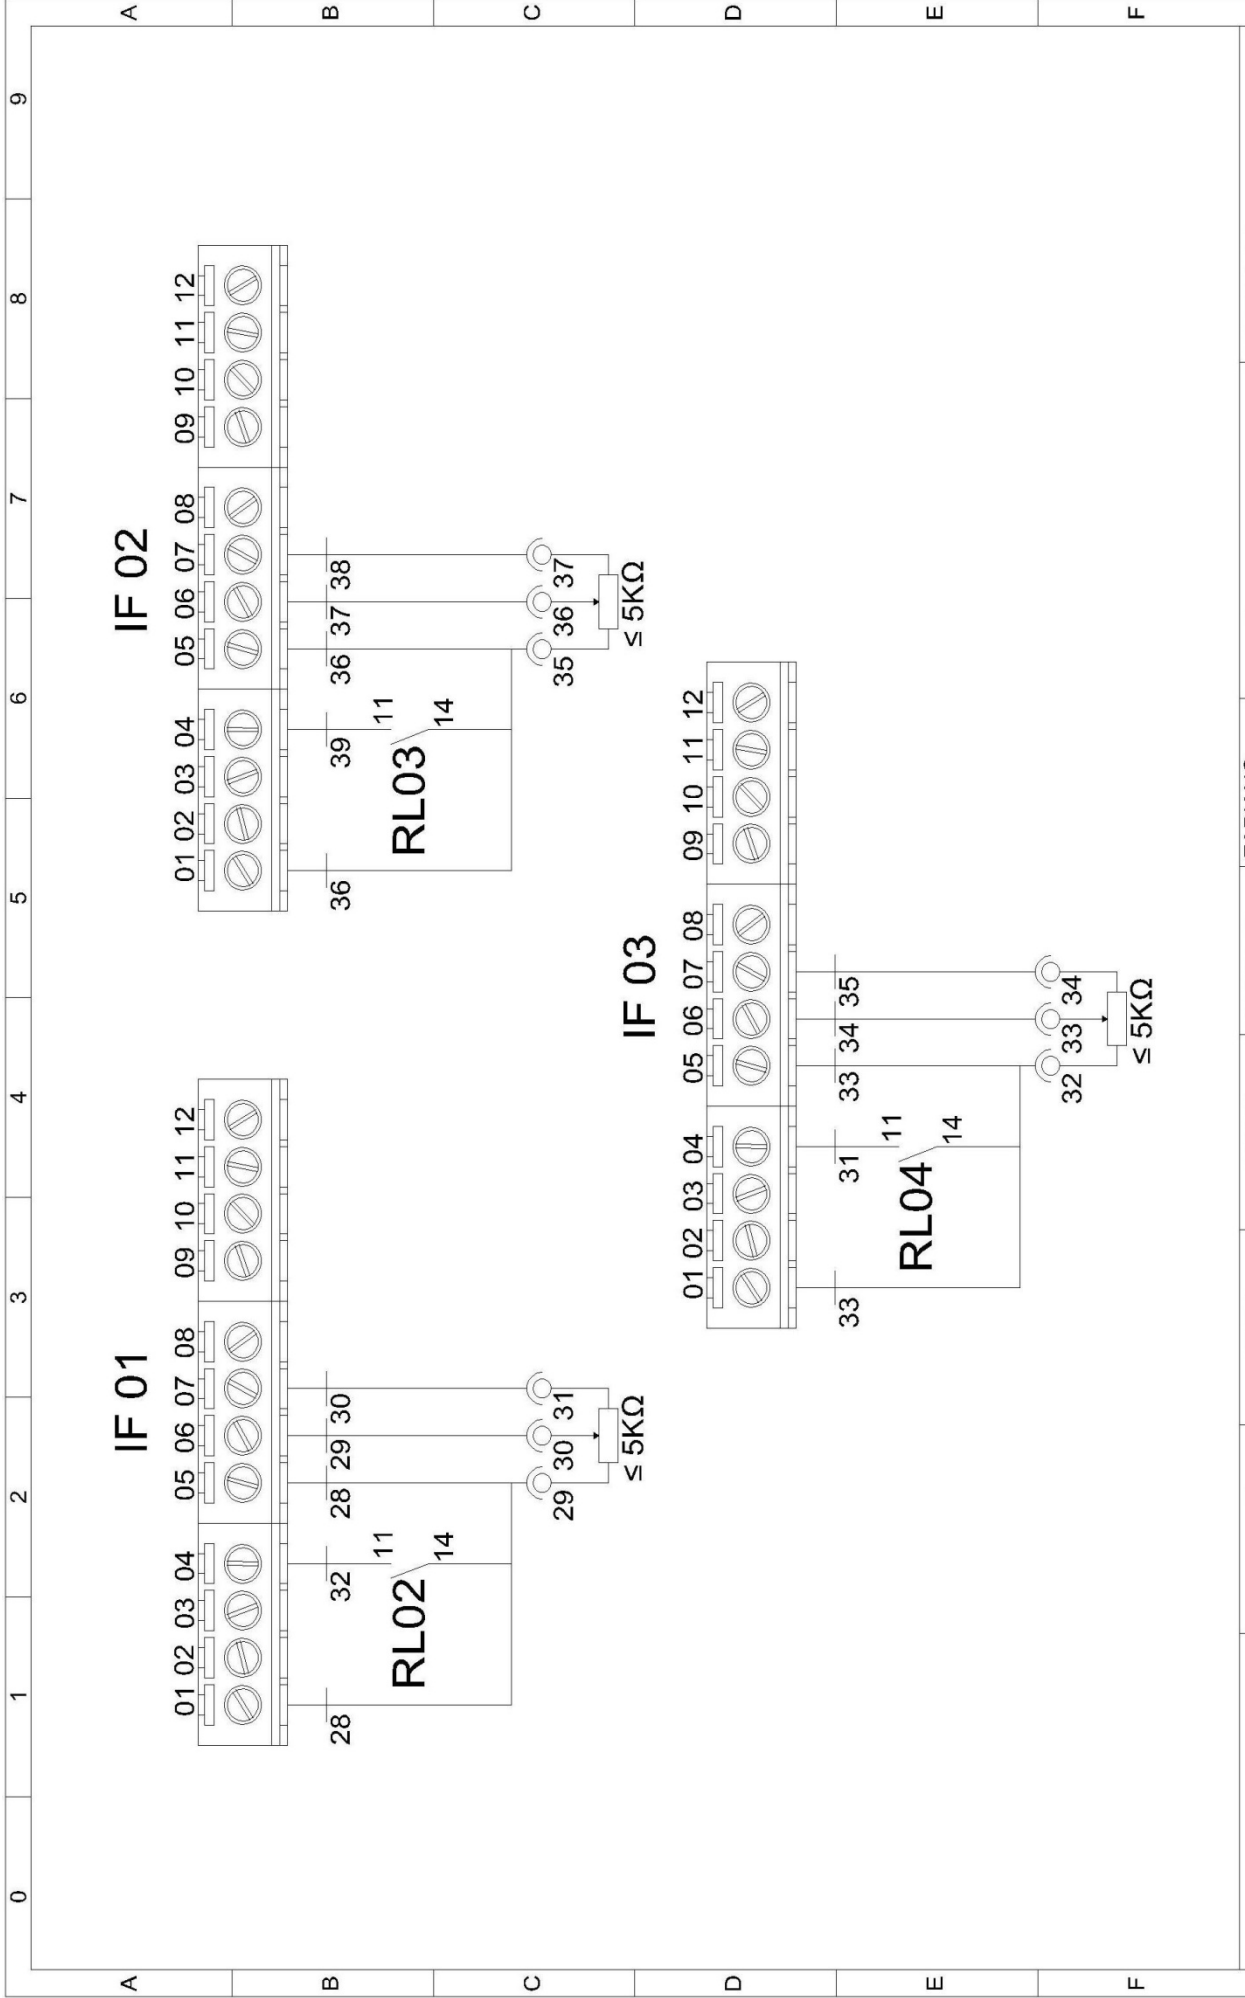 0 1 2 3 4 5 6 7 8 9
A A
IF 01 IF 02
01 02 03 04 05 06 07 08 09 10 11 12
01 02 03 04 05 06 07 08 09 10 11 12
B B
28 32 28 29 30
36 39 36 37 38
11 11
RL02 RL03
14 14
C C
29 30 31
35 36 37
≤ 5KΩ ≤ 5KΩ
IF 03
D D
01 02 03 04 05 06 07 08 09 10 11 12
33 31 33 34 35
11
E E
RL04
14
32 33 34
F F
≤ 5KΩ